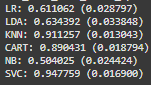 LR: 0.611062 (0.028797)
LDA: 0.634392 (0.033848)
KNN: 0.911257 (0.013043)
CART: 0.890431 (0.018794)
NB: 0.504025 (0.024424)
SVC: 0.947759 (0.016900)